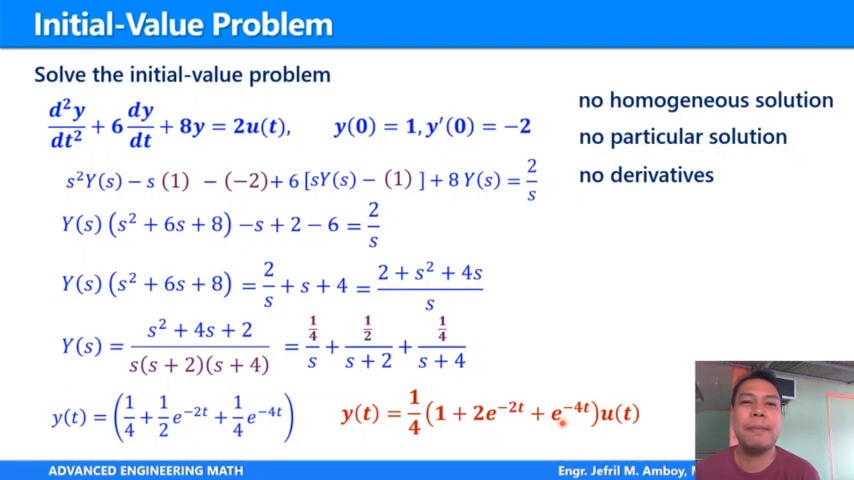 Initial-Value Problem
Solve the initial-value problem
d²y/dt² + 6 dy/dt + 8y = 2u(t), y(0) = 1, y′(0) = −2
s²Y(s) − s (1) − (−2) + 6 [sY(s) − (1) ] + 8 Y(s) = 2/s
Y(s) (s² + 6s + 8) −s + 2 − 6 = 2/s
Y(s) (s² + 6s + 8) = 2/s + s + 4 = (2 + s² + 4s)/s
Y(s) = (s² + 4s + 2)/(s(s + 2)(s + 4)) = (1/4)/s + (1/2)/(s + 2) + (1/4)/(s + 4)
y(t) = (1/4 + 1/2 e⁻²ᵗ + 1/4 e⁻⁴ᵗ) y(t) = 1/4 (1 + 2e⁻²ᵗ + e⁻⁴ᵗ)u(t)
no homogeneous solution
no particular solution
no derivatives
ADVANCED ENGINEERING MATH
Engr. Jefril M. Amboy,